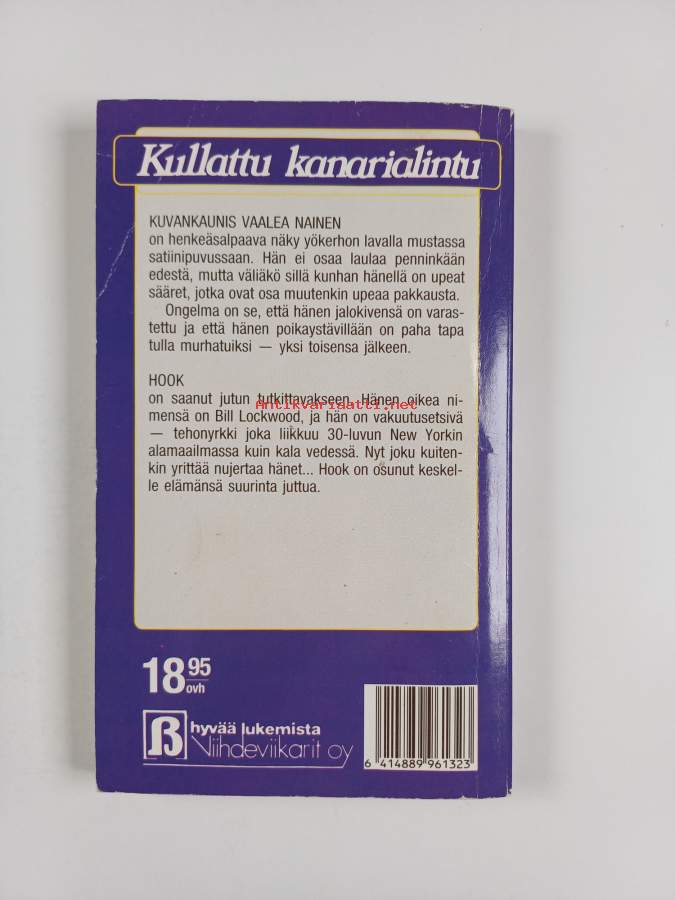 Kullattu kanarialintu
KUVANKAUNIS VAALEA NAINEN
on henkeäsalpaava näky yökerhon lavalla mustassa
satiinipuvussaan. Hän ei osaa laulaa penninkään
edestä, mutta väliäkö sillä kunhan hänellä on upeat
sääret, jotka ovat osa muutenkin upeaa pakkausta.
Ongelma on se, että hänen jalokivensä on varas-
tettu ja että hänen poikaystävillään on paha tapa
tulla murhatuiksi — yksi toisensa jälkeen.
HOOK
on saanut jutun tutkittavakseen. Hänen oikea ni-
Antikvariaatti.net
mensä on Bill Lockwood, ja hän on vakuutusetsivä
— tehonyrkki joka liikkuu 30-luvun New Yorkin
alamaailmassa kuin kala vedessä. Nyt joku kuiten-
kin yrittää nujertaa hänet... Hook on osunut keskel-
le elämänsä suurinta juttua.
18 95
ovh
ß hyvää lukemista
Viihdeviikarit oy
6 414889 961323